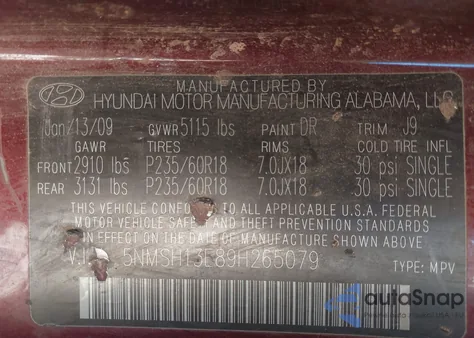 MANUFACTURED BY
HYUNDAI MOTOR MANUFACTURING ALABAMA, LLC
Jan/13/09 GVWR 5115 lbs PAINT DR TRIM J9
GAWR TIRES RIMS COLD TIRE INFL
FRONT 2910 lbs P235/60R18 7.0JX18 30 psi SINGLE
REAR 3131 lbs P235/60R18 7.0JX18 30 psi SINGLE
THIS VEHICLE TO ALL APPLICABLE U.S.A. FEDERAL
MOTOR VEHICLE SAFETY AND THEFT PREVENTION STANDARDS
IN EFFECT ON THE DATE OF MANUFACTURE SHOWN ABOVE.
5NMSH13E89H265079 TYPE: MPV
autoSnap